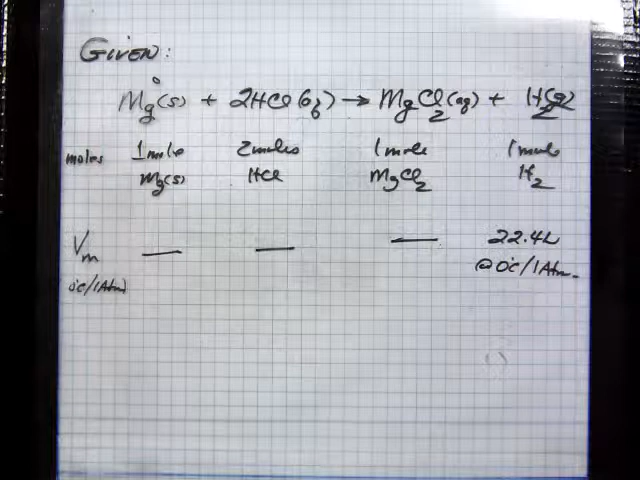 GIVEN:
Mg°(s) + 2HCl(aq) → MgCl2(aq) + H2(g)
moles 1 mole 2 moles 1 mole 1 mole
Mg(s) HCl MgCl2 H2
Vm — — — 22.4L
0°C/1Atm) @ 0°C/1Atm.